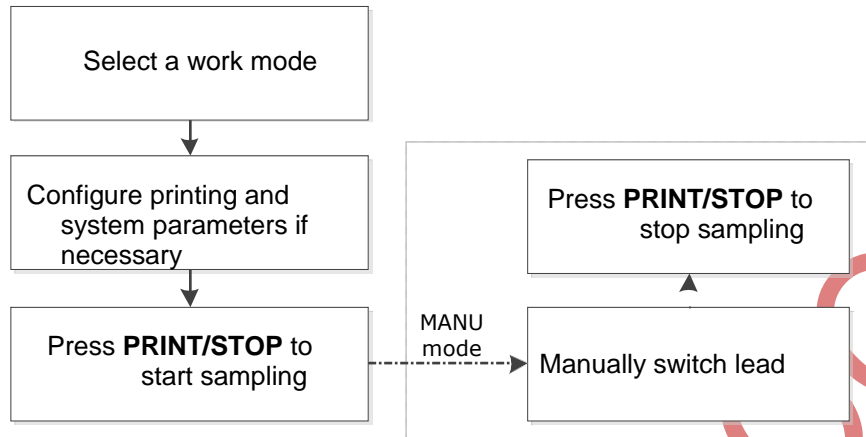 Select a work mode
Configure printing and
system parameters if
necessary
Press PRINT/STOP to
start sampling
MANU
mode
Manually switch lead
Press PRINT/STOP to
stop sampling